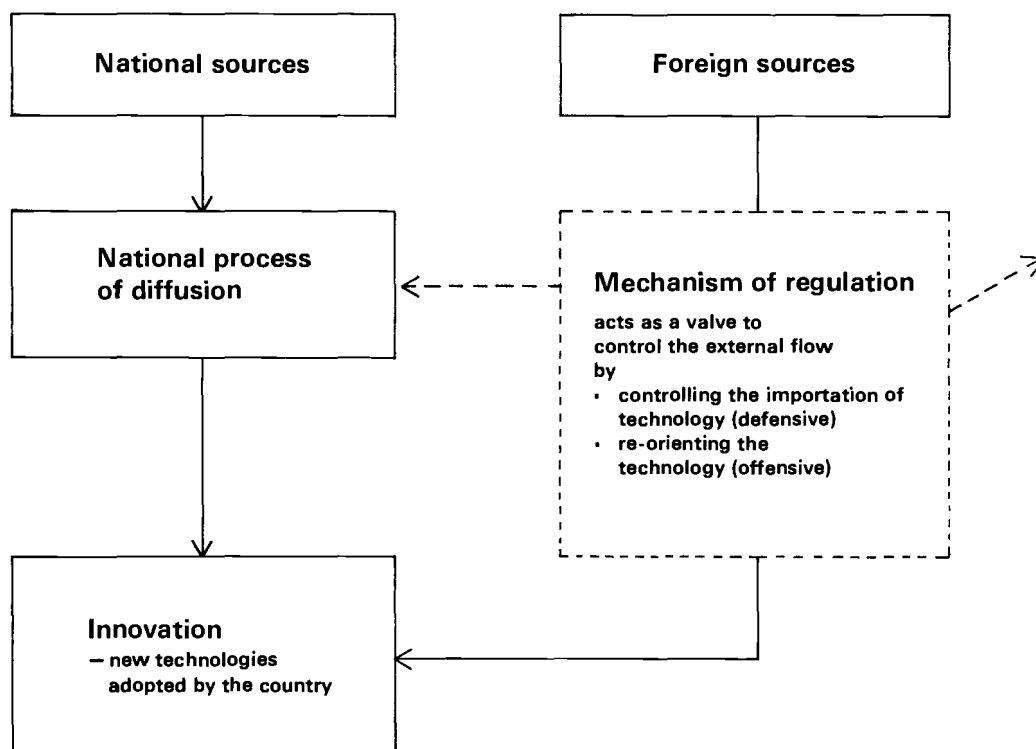 National sources
Foreign sources
National process
of diffusion
Mechanism of regulation
acts as a valve to
control the external flow
by
· controlling the importation of
technology (defensive)
· re-orienting the
technology (offensive)
Innovation
– new technologies
adopted by the country